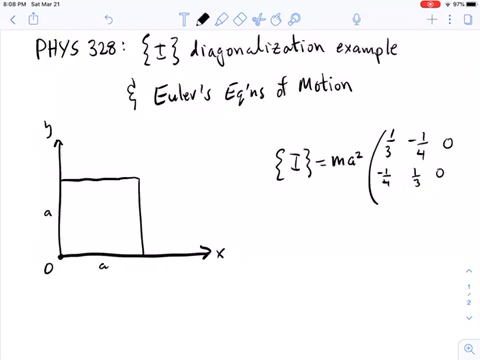 8:08 PM Sat Mar 21
97%
PHYS 328: {I} diagonalization example
& Euler's Eq'ns of Motion
y
{I} = ma² ( 1/3 -1/4 0
-1/4 1/3 0
a
O a x
1
/
2